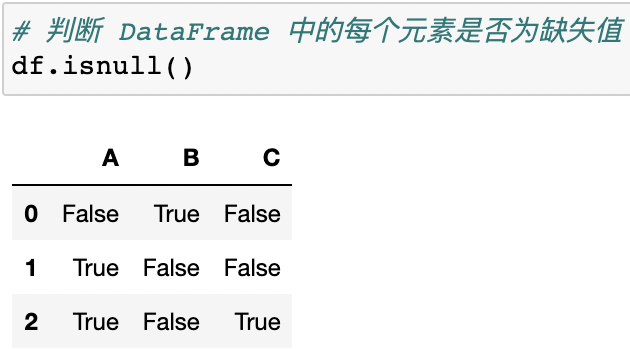 # 判断 DataFrame 中的每个元素是否为缺失值
df.isnull()
A B C
0 False True False
1 True False False
2 True False True